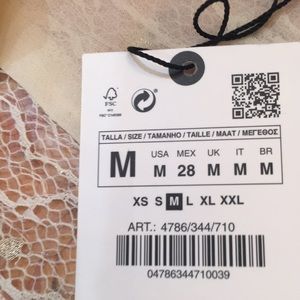 FSC
TALLA / SIZE / TAMANHO / TAILLE / MAAT / ΜΕΓΕΘΟΣ
M USA MEX UK IT BR
M 28 M M M
XS S M L XL XXL
ART.: 4786/344/710
04786344710039